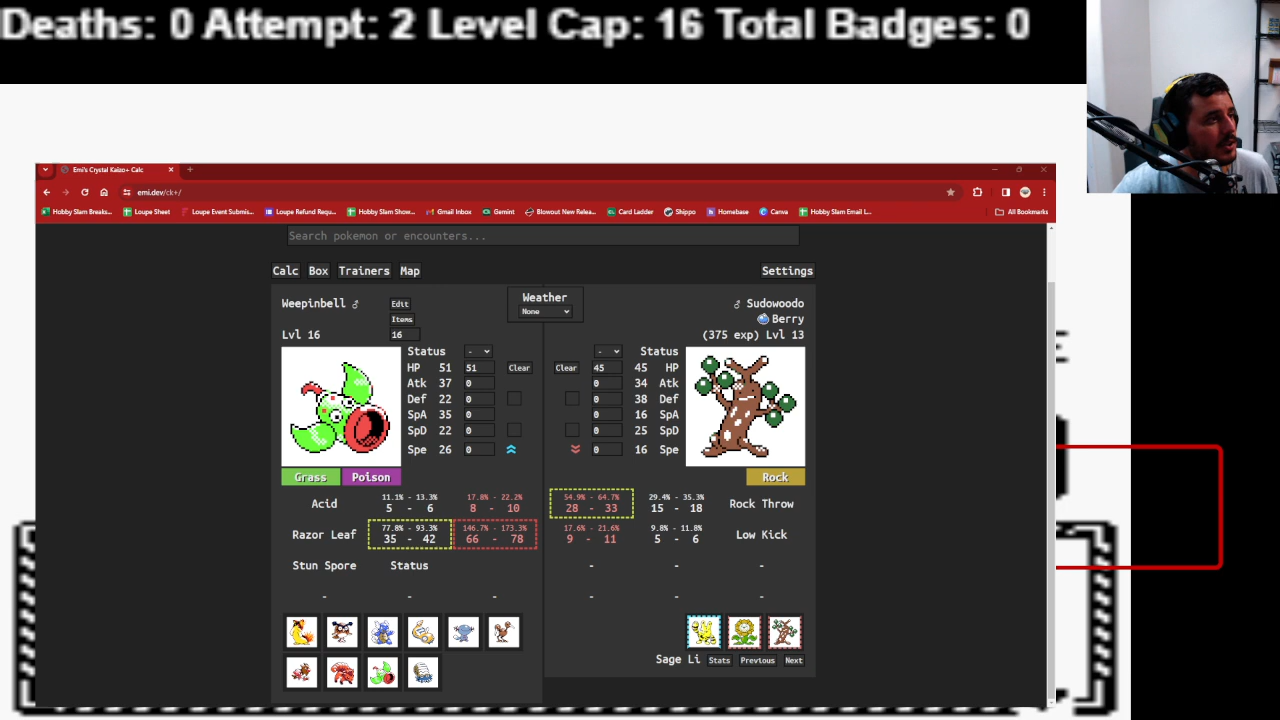 Deaths: 0 Attempt: 2 Level Cap: 16 Total Badges: 0
Emi's Crystal Kaizo+ Calc
emi.dev/ck+/
Hobby Slam Breaks... Loupe Sheet Loupe Event Submis... Loupe Refund Requ... Hobby Slam Show... Gmail Inbox Gemint Blowout New Relea... Card Ladder Shippo Homebase Canva Hobby Slam Email L... All Bookmarks
Search pokemon or encounters...
Calc Box Trainers Map Settings
Weepinbell ♂ Edit Weather ♂ Sudowoodo
Items None Berry
Lvl 16 16 (375 exp) Lvl 13
Status - - Status
HP 51 51 Clear Clear 45 45 HP
Atk 37 0 0 34 Atk
Def 22 0 0 38 Def
SpA 35 0 0 16 SpA
SpD 22 0 0 25 SpD
Spe 26 0 0 16 Spe
Grass Poison Rock
11.1% - 13.3% 17.8% - 22.2% 54.9% - 64.7% 29.4% - 35.3%
Acid 5 - 6 8 - 10 28 - 33 15 - 18 Rock Throw
77.8% - 93.3% 146.7% - 173.3% 17.6% - 21.6% 9.8% - 11.8%
Razor Leaf 35 - 42 66 - 78 9 - 11 5 - 6 Low Kick
Stun Spore Status - - -
- - - - - -
Sage Li Stats Previous Next